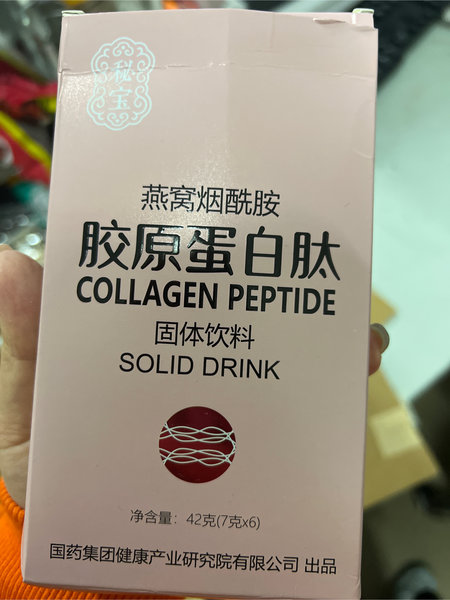 秘宝
燕窝烟酰胺
胶原蛋白肽
COLLAGEN PEPTIDE
固体饮料
SOLID DRINK
净含量：42克(7克x6)
国药集团健康产业研究院有限公司 出品